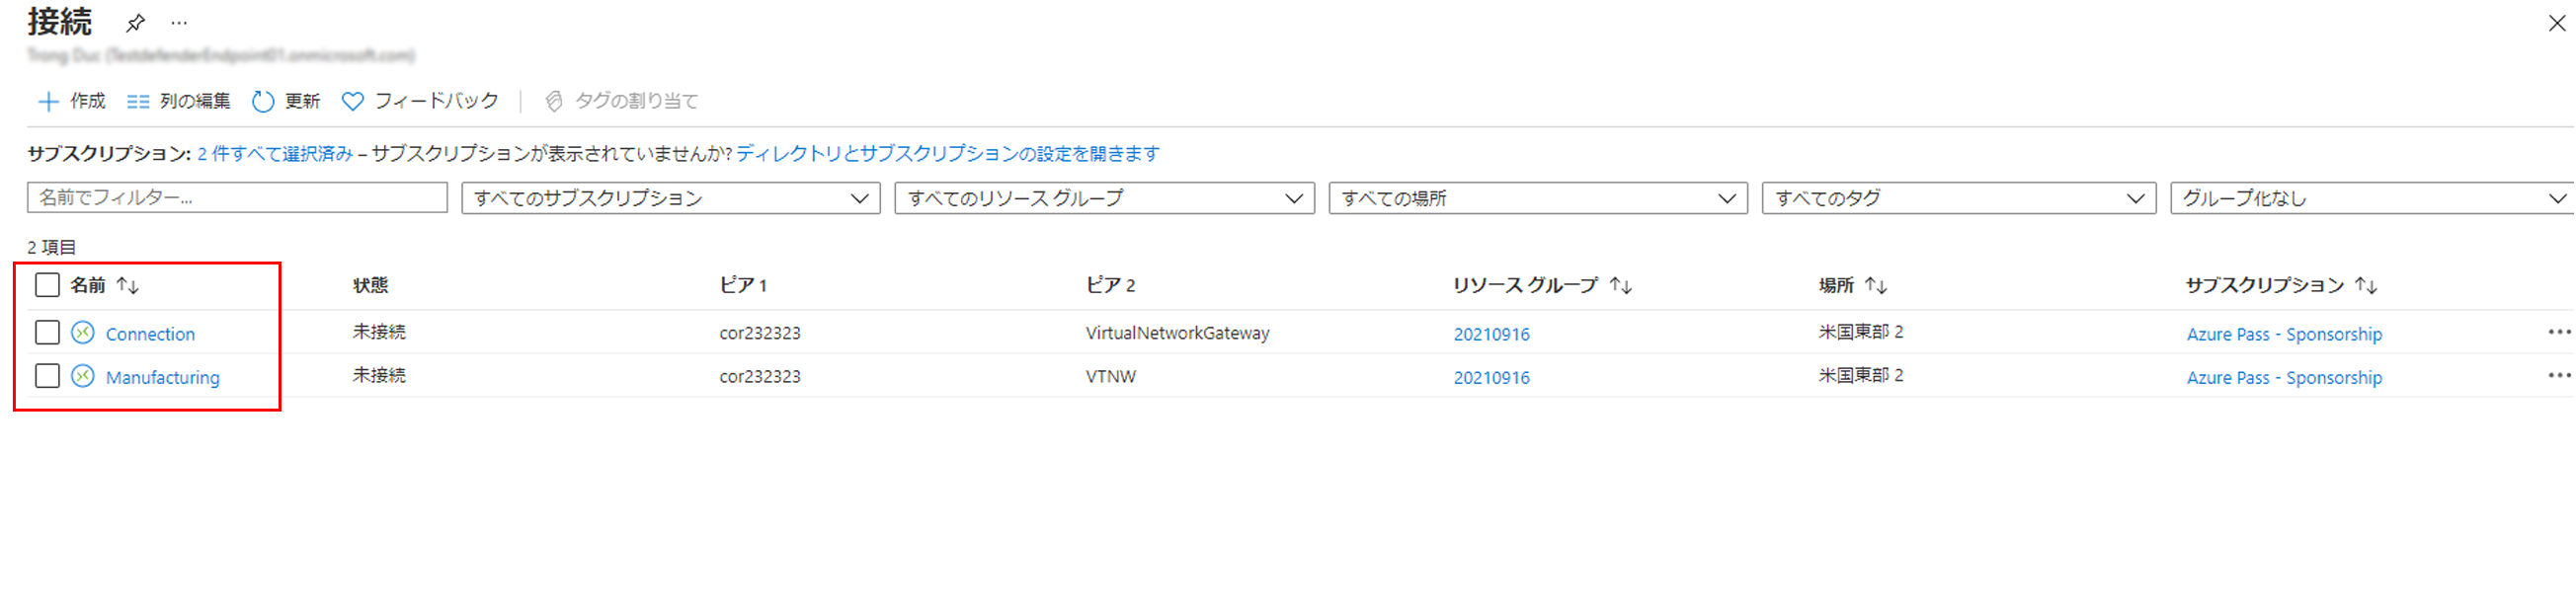 接続
作成 列の編集 更新 フィードバック タグの割り当て
サブスクリプション: 2 件すべて選択済み – サブスクリプションが表示されていませんか? ディレクトリとサブスクリプションの設定を開きます
名前でフィルター... すべてのサブスクリプション すべてのリソース グループ すべての場所 すべてのタグ グループ化なし
2 項目
名前 ↑↓ 状態 ピア 1 ピア 2 リソース グループ ↑↓ 場所 ↑↓ サブスクリプション ↑↓
Connection 未接続 cor232323 VirtualNetworkGateway 20210916 米国東部 2 Azure Pass - Sponsorship
Manufacturing 未接続 cor232323 VTNW 20210916 米国東部 2 Azure Pass - Sponsorship